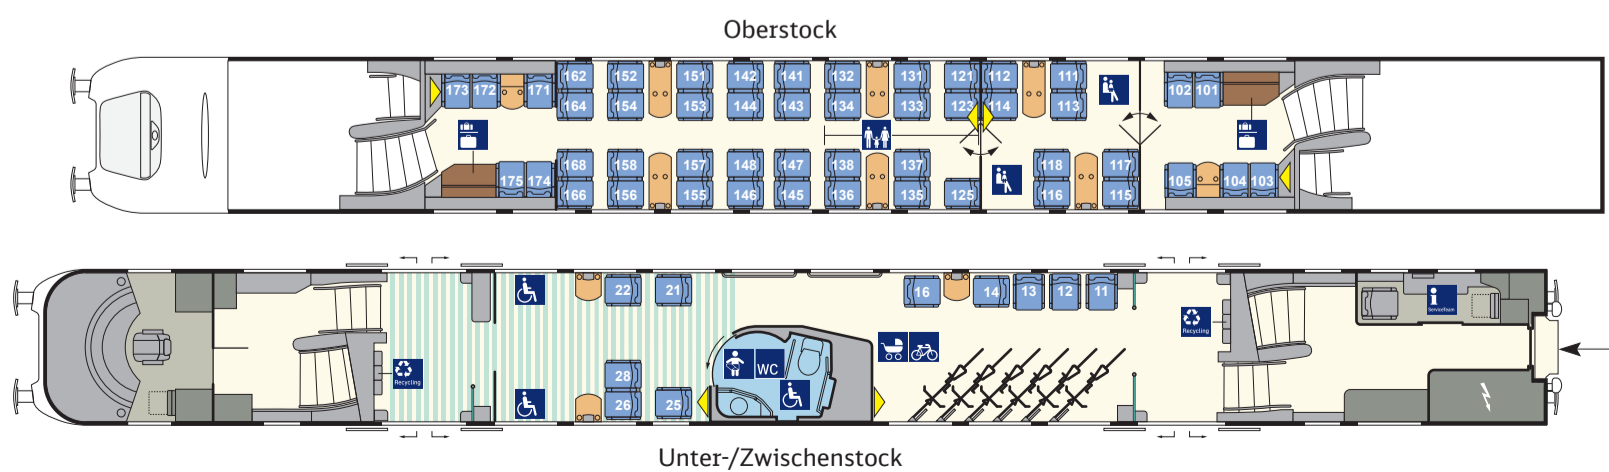 Oberstock
162 152 151 142 141 132 131 121 112 111
173 172 171 102 101
164 154 153 144 143 134 133 123 114 113
168 158 157 148 147 138 137 118 117
175 174 105 104 103
166 156 155 146 145 136 135 125 116 115
22 21 16 14 13 12 11
ServiceTeam
Recycling
WC
28
Recycling
26 25
Unter-/Zwischenstock